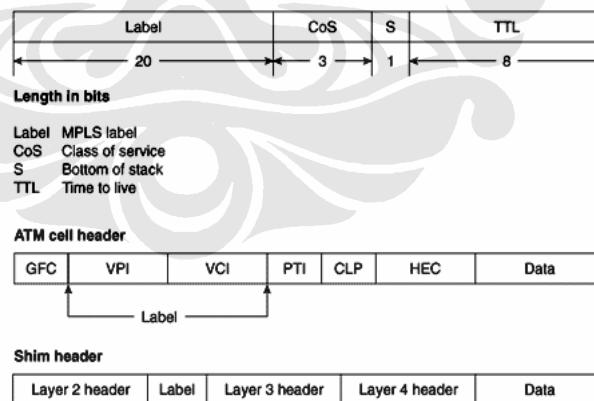 Label CoS S TTL
20 3 1 8
Length in bits
Label MPLS label
CoS Class of service
S Bottom of stack
TTL Time to live
ATM cell header
GFC VPI VCI PTI CLP HEC Data
Label
Shim header
Layer 2 header Label Layer 3 header Layer 4 header Data